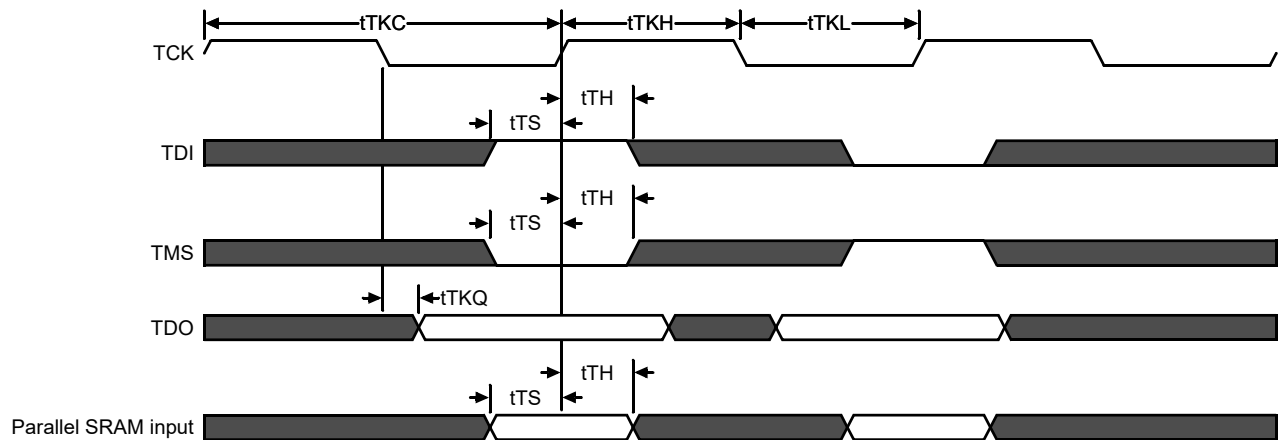 tTKC
tTKH
tTKL
TCK
tTH
tTS
TDI
tTH
tTS
TMS
tTKQ
TDO
tTH
tTS
Parallel SRAM input